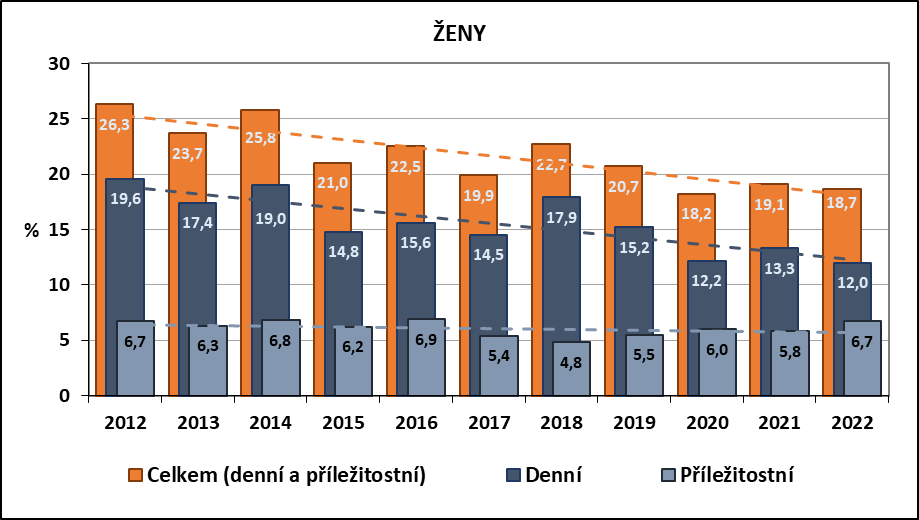 ŽENY
30
25
20
15
10
5
0
%
26,3 23,7 25,8 21,0 22,5 19,9 22,7 20,7 18,2 19,1 18,7
19,6 17,4 19,0 14,8 15,6 14,5 17,9 15,2 12,2 13,3 12,0
6,7 6,3 6,8 6,2 6,9 5,4 4,8 5,5 6,0 5,8 6,7
2012 2013 2014 2015 2016 2017 2018 2019 2020 2021 2022
Celkem (denní a příležitostní) Denní Příležitostní